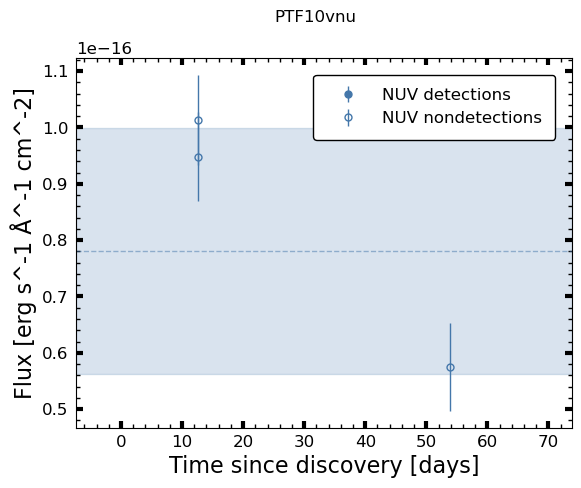 PTF10vnu
1e−16
1.1
1.0
0.9
0.8
0.7
0.6
0.5
Flux [erg s^-1 Å^-1 cm^-2]
NUV detections
NUV nondetections
0 10 20 30 40 50 60 70
Time since discovery [days]